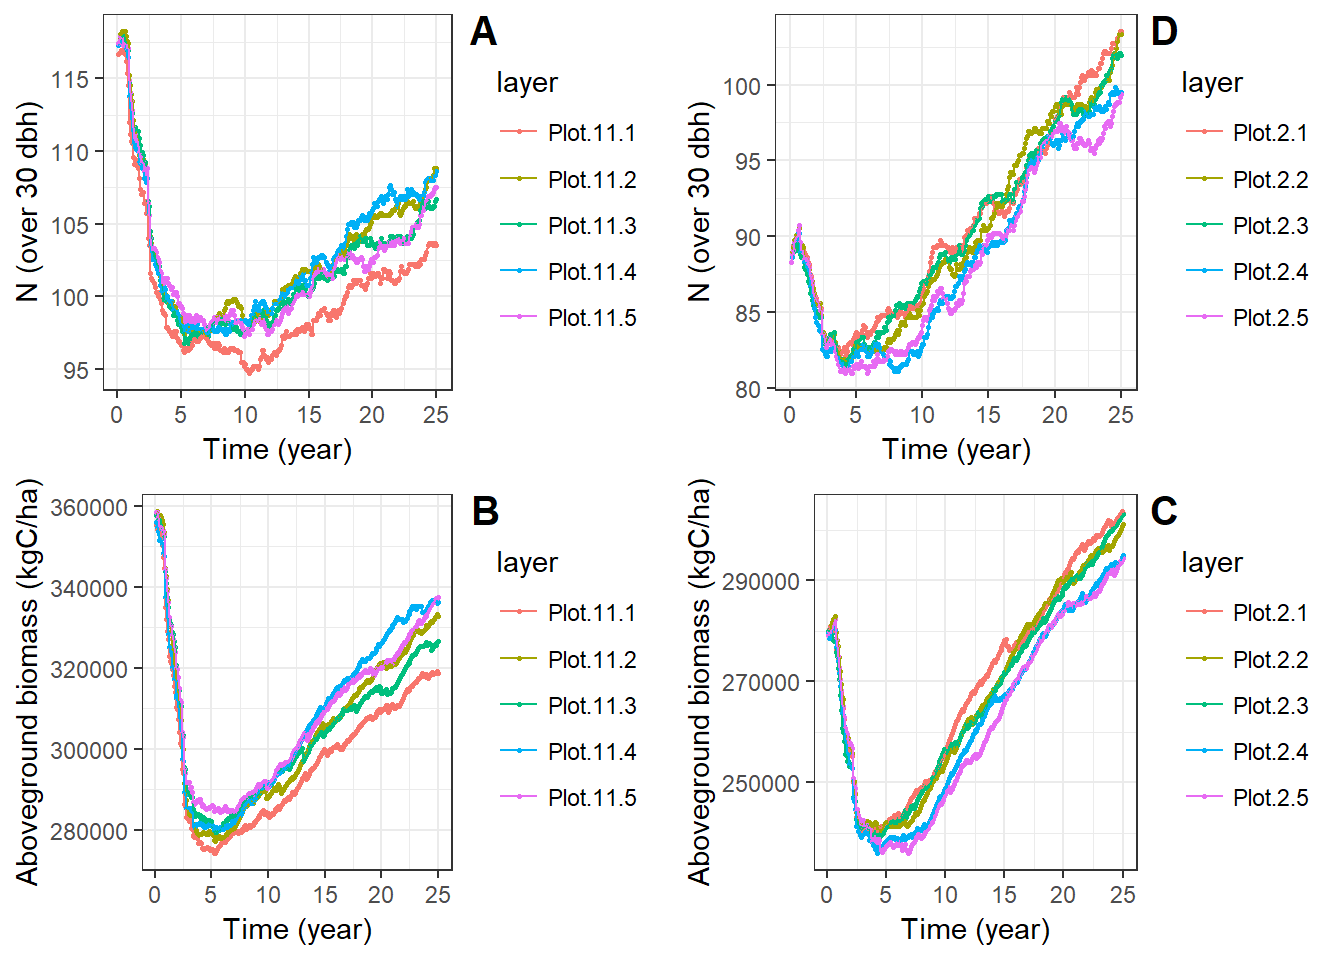 A
N (over 30 dbh)
115
110
105
100
95
0 5 10 15 20 25
Time (year)
layer
Plot.11.1
Plot.11.2
Plot.11.3
Plot.11.4
Plot.11.5
D
N (over 30 dbh)
100
95
90
85
80
0 5 10 15 20 25
Time (year)
layer
Plot.2.1
Plot.2.2
Plot.2.3
Plot.2.4
Plot.2.5
B
Aboveground biomass (kgC/ha)
360000
340000
320000
300000
280000
0 5 10 15 20 25
Time (year)
layer
Plot.11.1
Plot.11.2
Plot.11.3
Plot.11.4
Plot.11.5
C
Aboveground biomass (kgC/ha)
290000
270000
250000
0 5 10 15 20 25
Time (year)
layer
Plot.2.1
Plot.2.2
Plot.2.3
Plot.2.4
Plot.2.5